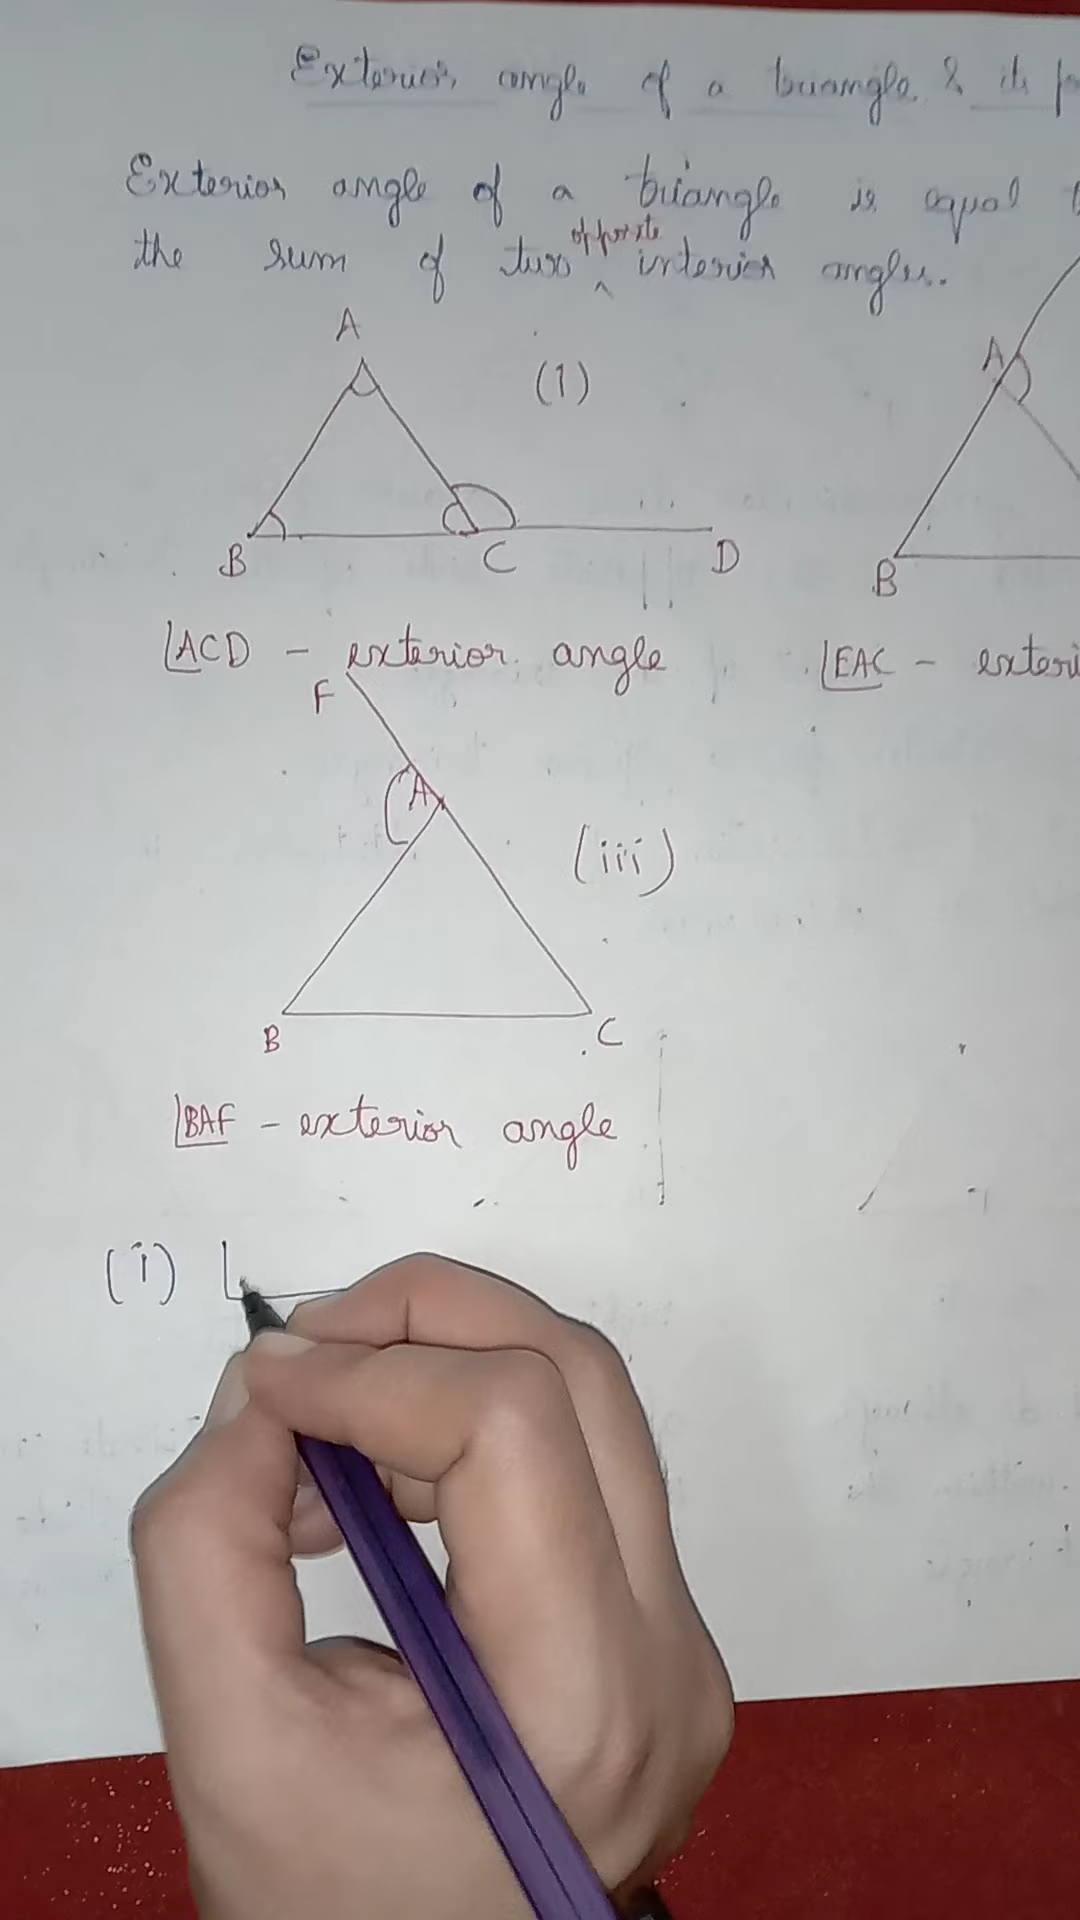 Exterior angle of a triangle & its
Exterior angle of a triangle is equal
the sum of two opposite interior angles.
A
(1)
A
B
C
D
B
∠ACD - exterior angle
∠EAC - exteri
F
A
(iii)
B
C
∠BAF - exterior angle
(i)